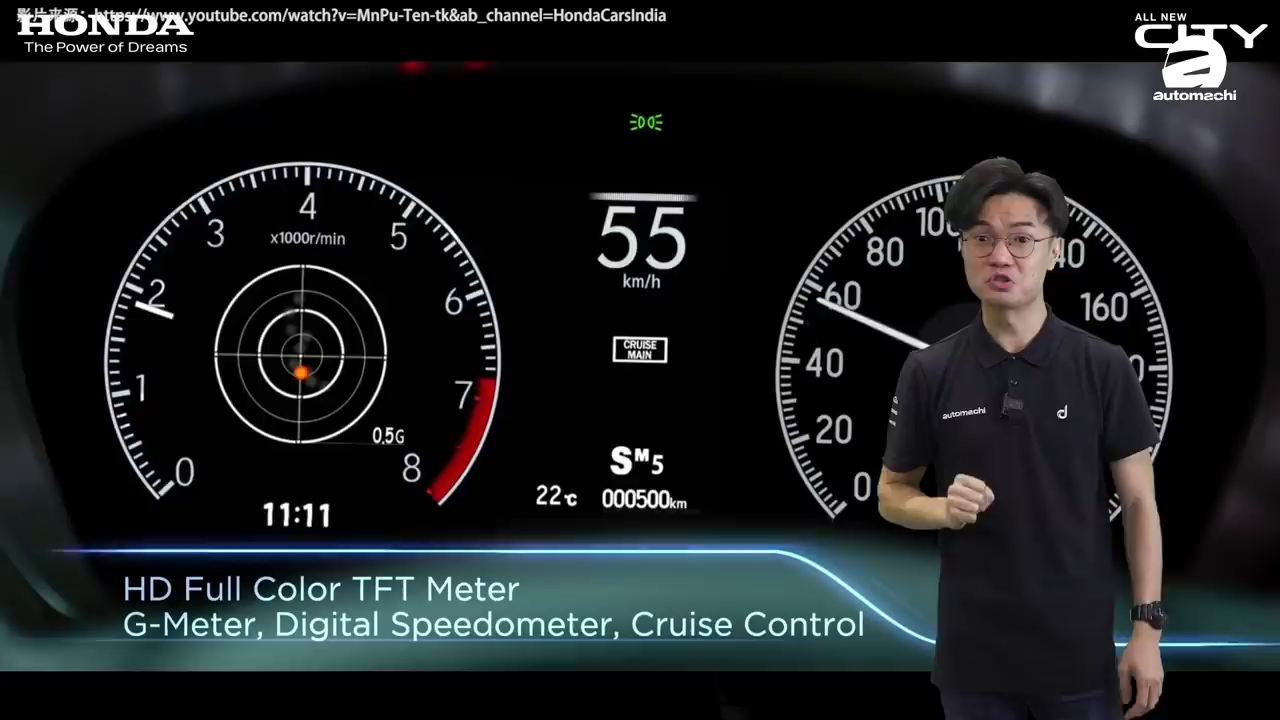 影片来源：https://www.youtube.com/watch?v=MnPu-Ten-tk&ab_channel=HondaCarsIndia
HONDA
The Power of Dreams
ALL NEW
CITY
automachi
4
3
5
x1000r/min
2
6
1
7
0
8
0.5G
11:11
55
km/h
CRUISE
MAIN
SM5
22°C
000500km
100
80
60
160
40
20
0
automachi
d
HD Full Color TFT Meter
G-Meter, Digital Speedometer, Cruise Control